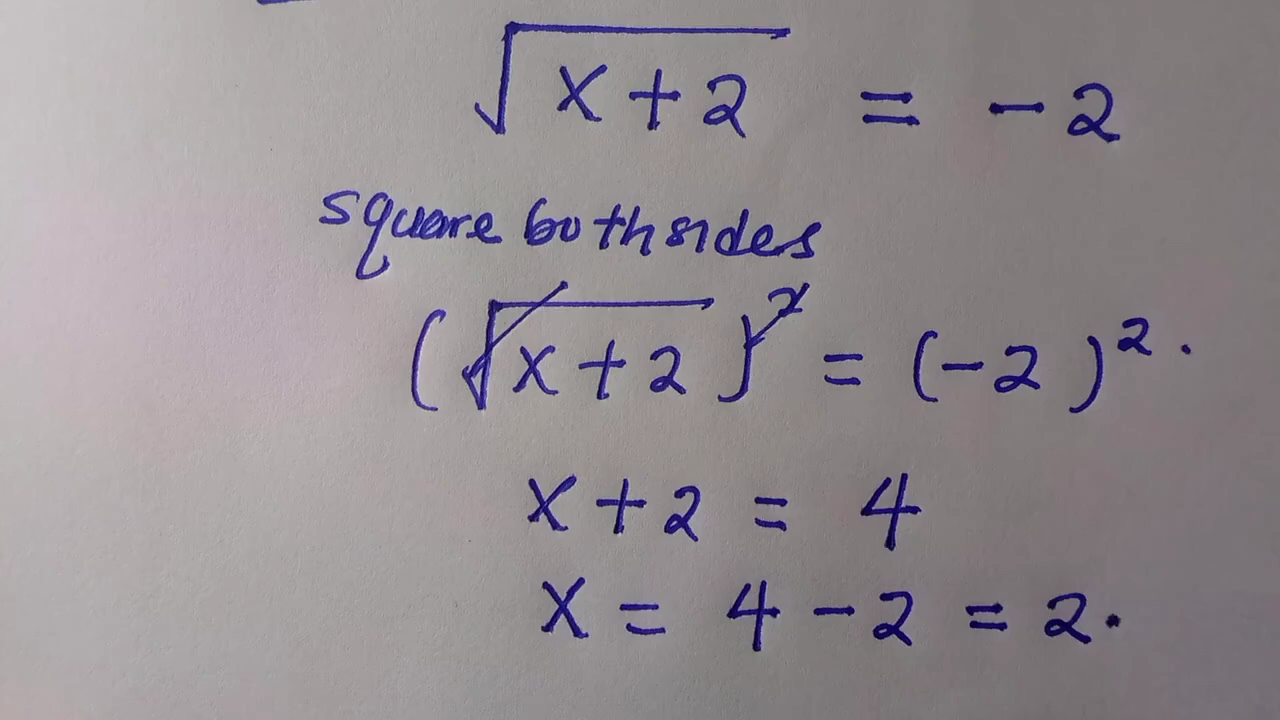 √(x+2) = -2
square both sides
(√(x+2))² = (-2)².
x+2 = 4
x = 4-2 = 2.